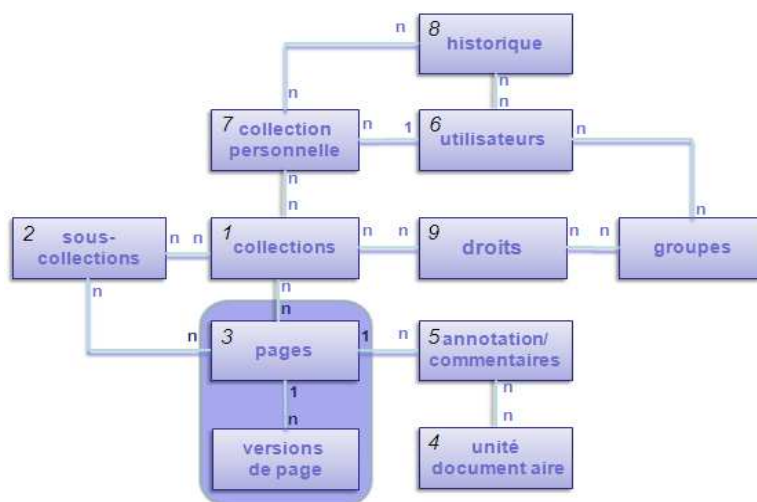 n
8
historique
n
n
n
7
collection
personnelle
n
1
6
utilisateurs
n
n
n
n
2
sous-
collections
n
n
1
collections
n
n
9
droits
n
n
groupes
n
n
n
n
3
pages
1
n
5
annotation/
commentaires
1
n
n
n
versions
de page
4
unité
document aire